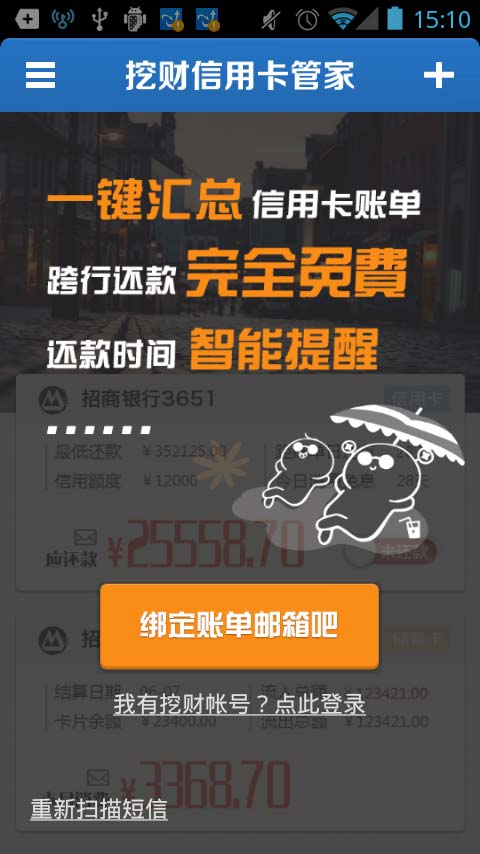 15:10
挖财信用卡管家
一键汇总 信用卡账单
跨行还款 完全免費
还款时间 智能提醒
招商银行3651
信用卡
......
最低还款 ￥352125.00
信用额度 ￥12000
今日 免息 28天
应还款 ￥25558.70
未还款
绑定账单邮箱吧
招
结算日期 06-07 流入总额 ￥123421.00
我有挖财帐号？点此登录
卡片余额 ￥23400.00 流出总额 ￥123421.00
￥3368.70
重新扫描短信